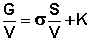 G/V = σ S/V + K